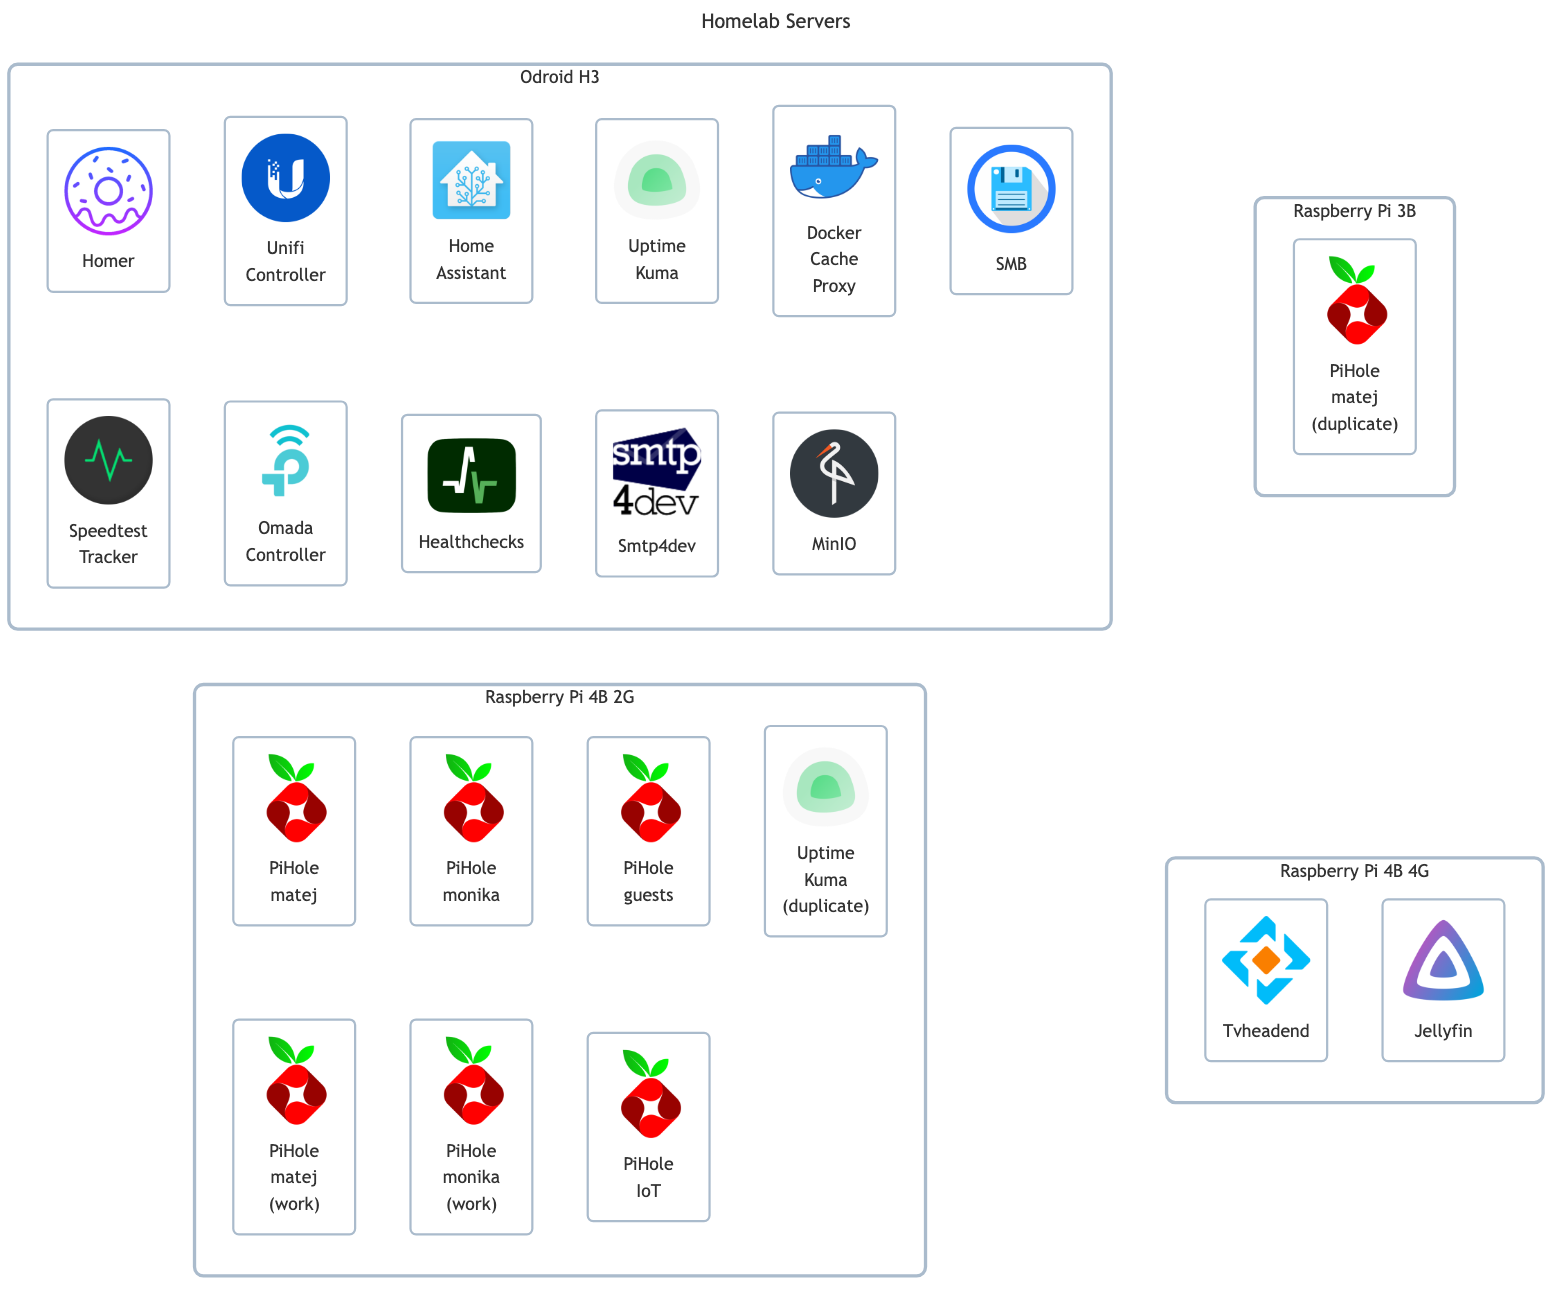 Homelab Servers
Odroid H3
Homer
Unifi
Controller
Home
Assistant
Uptime
Kuma
Docker
Cache
Proxy
SMB
Speedtest
Tracker
Omada
Controller
Healthchecks
smtp
4dev
Smtp4dev
MinIO
Raspberry Pi 3B
PiHole
matej
(duplicate)
Raspberry Pi 4B 2G
PiHole
matej
PiHole
monika
PiHole
guests
Uptime
Kuma
(duplicate)
PiHole
matej
(work)
PiHole
monika
(work)
PiHole
IoT
Raspberry Pi 4B 4G
Tvheadend
Jellyfin